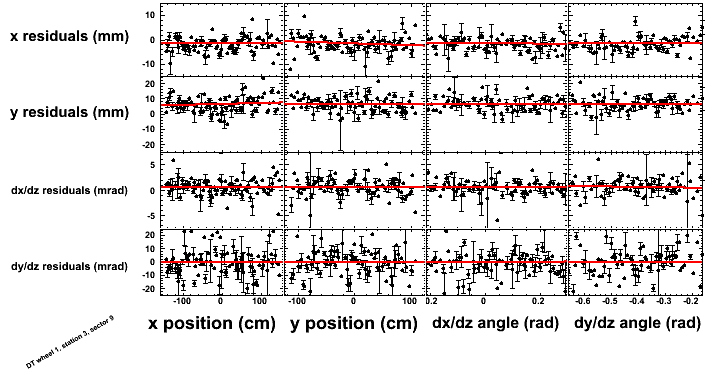 x residuals (mm)
10
0
-10
y residuals (mm)
20
10
0
-10
-20
dx/dz residuals (mrad)
5
0
-5
dy/dz residuals (mrad)
20
10
0
-10
-20
-100 0 100 -100 0 100 0.2 0 0.2 -0.6 -0.5 -0.4 -0.3 -0.2
x position (cm) y position (cm) dx/dz angle (rad) dy/dz angle (rad)
DT wheel 1, station 3, sector 9